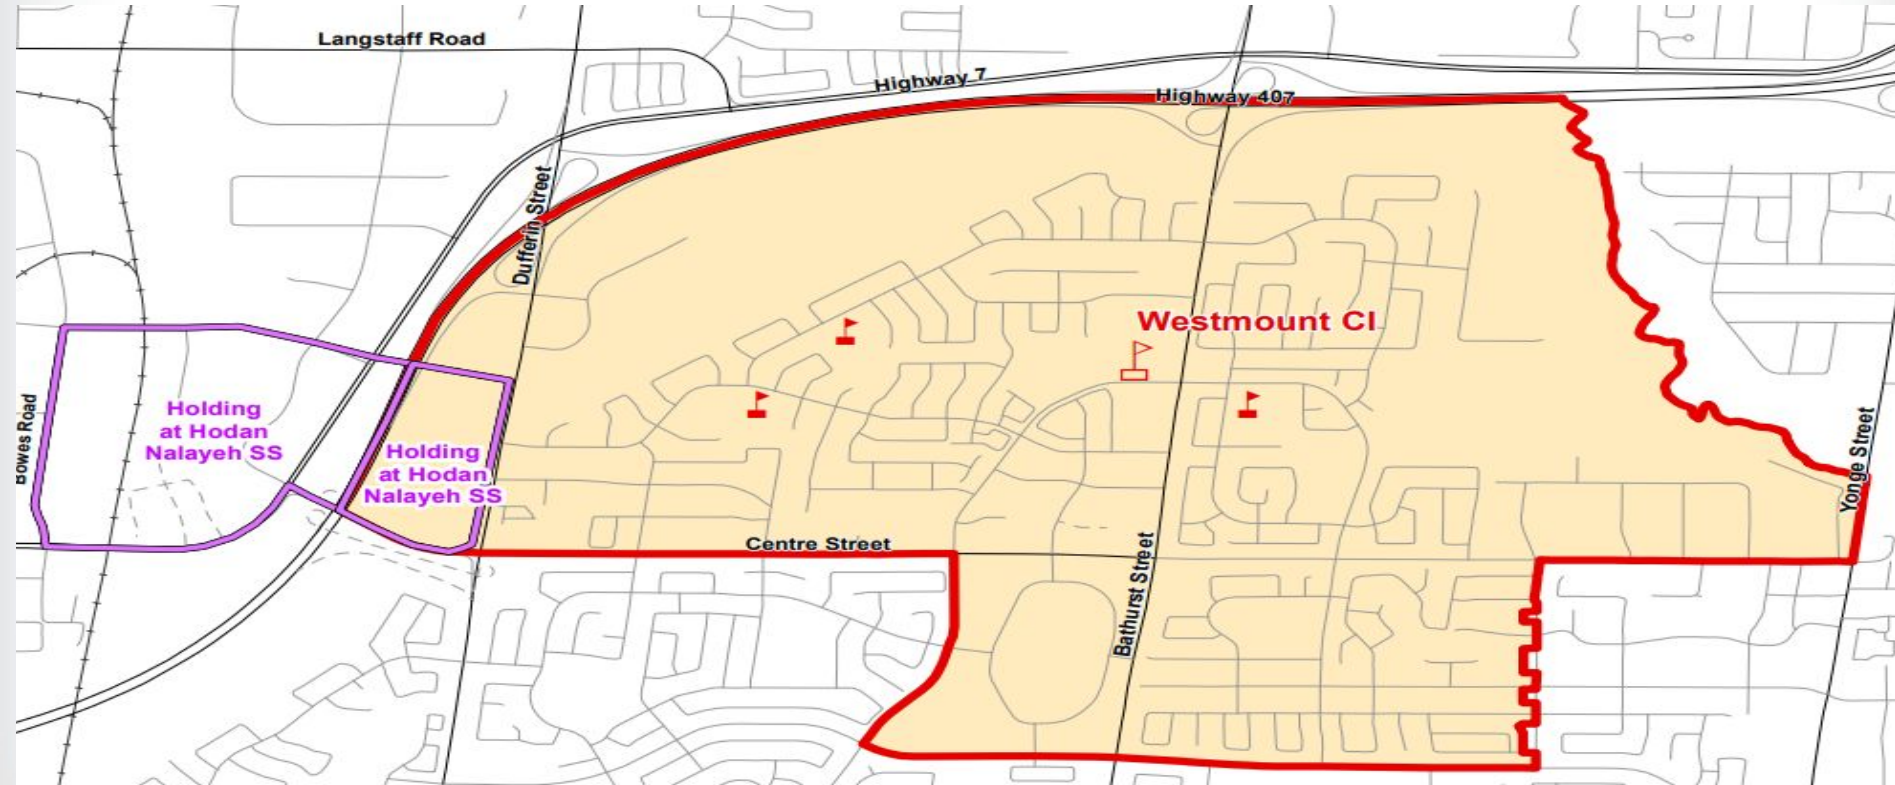 Langstaff Road
Highway 7
Highway 407
Dufferin Street
Westmount CI
Bowes Road
Holding
at Hodan
Nalayeh SS
Holding
at Hodan
Nalayeh SS
Yonge Street
Centre Street
Bathurst Street